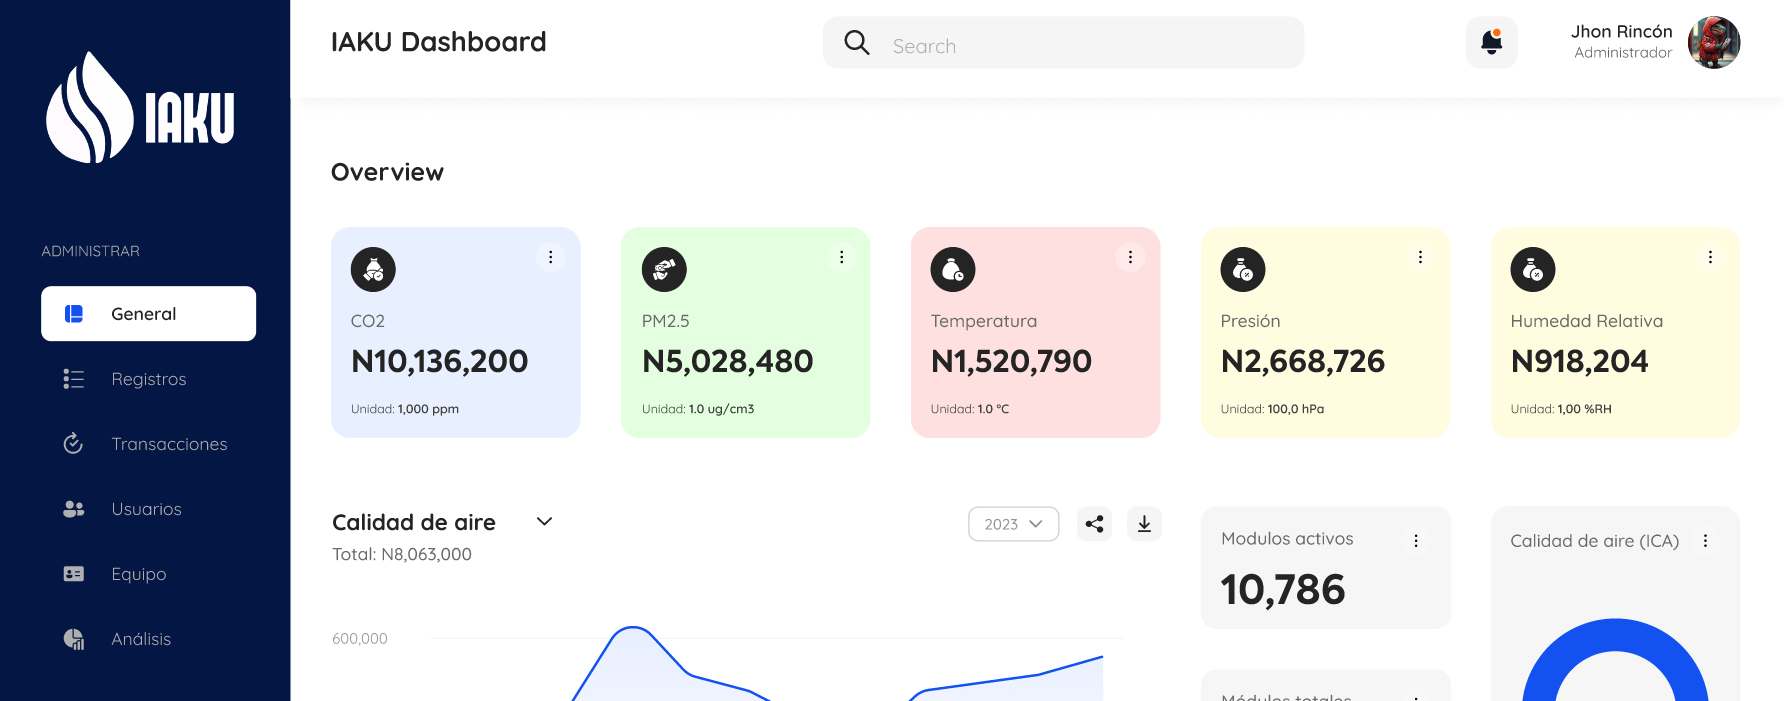 IAKU
ADMINISTRAR
General
Registros
Transacciones
Usuarios
Equipo
Análisis
IAKU Dashboard
Search
Jhon Rincón
Administrador
Overview
CO2
N10,136,200
Unidad: 1,000 ppm
PM2.5
N5,028,480
Unidad: 1.0 ug/cm3
Temperatura
N1,520,790
Unidad: 1.0 °C
Presión
N2,668,726
Unidad: 100,0 hPa
Humedad Relativa
N918,204
Unidad: 1,00 %RH
Calidad de aire
Total: N8,063,000
2023
600,000
Modulos activos
10,786
Módulos totales
Calidad de aire (ICA)